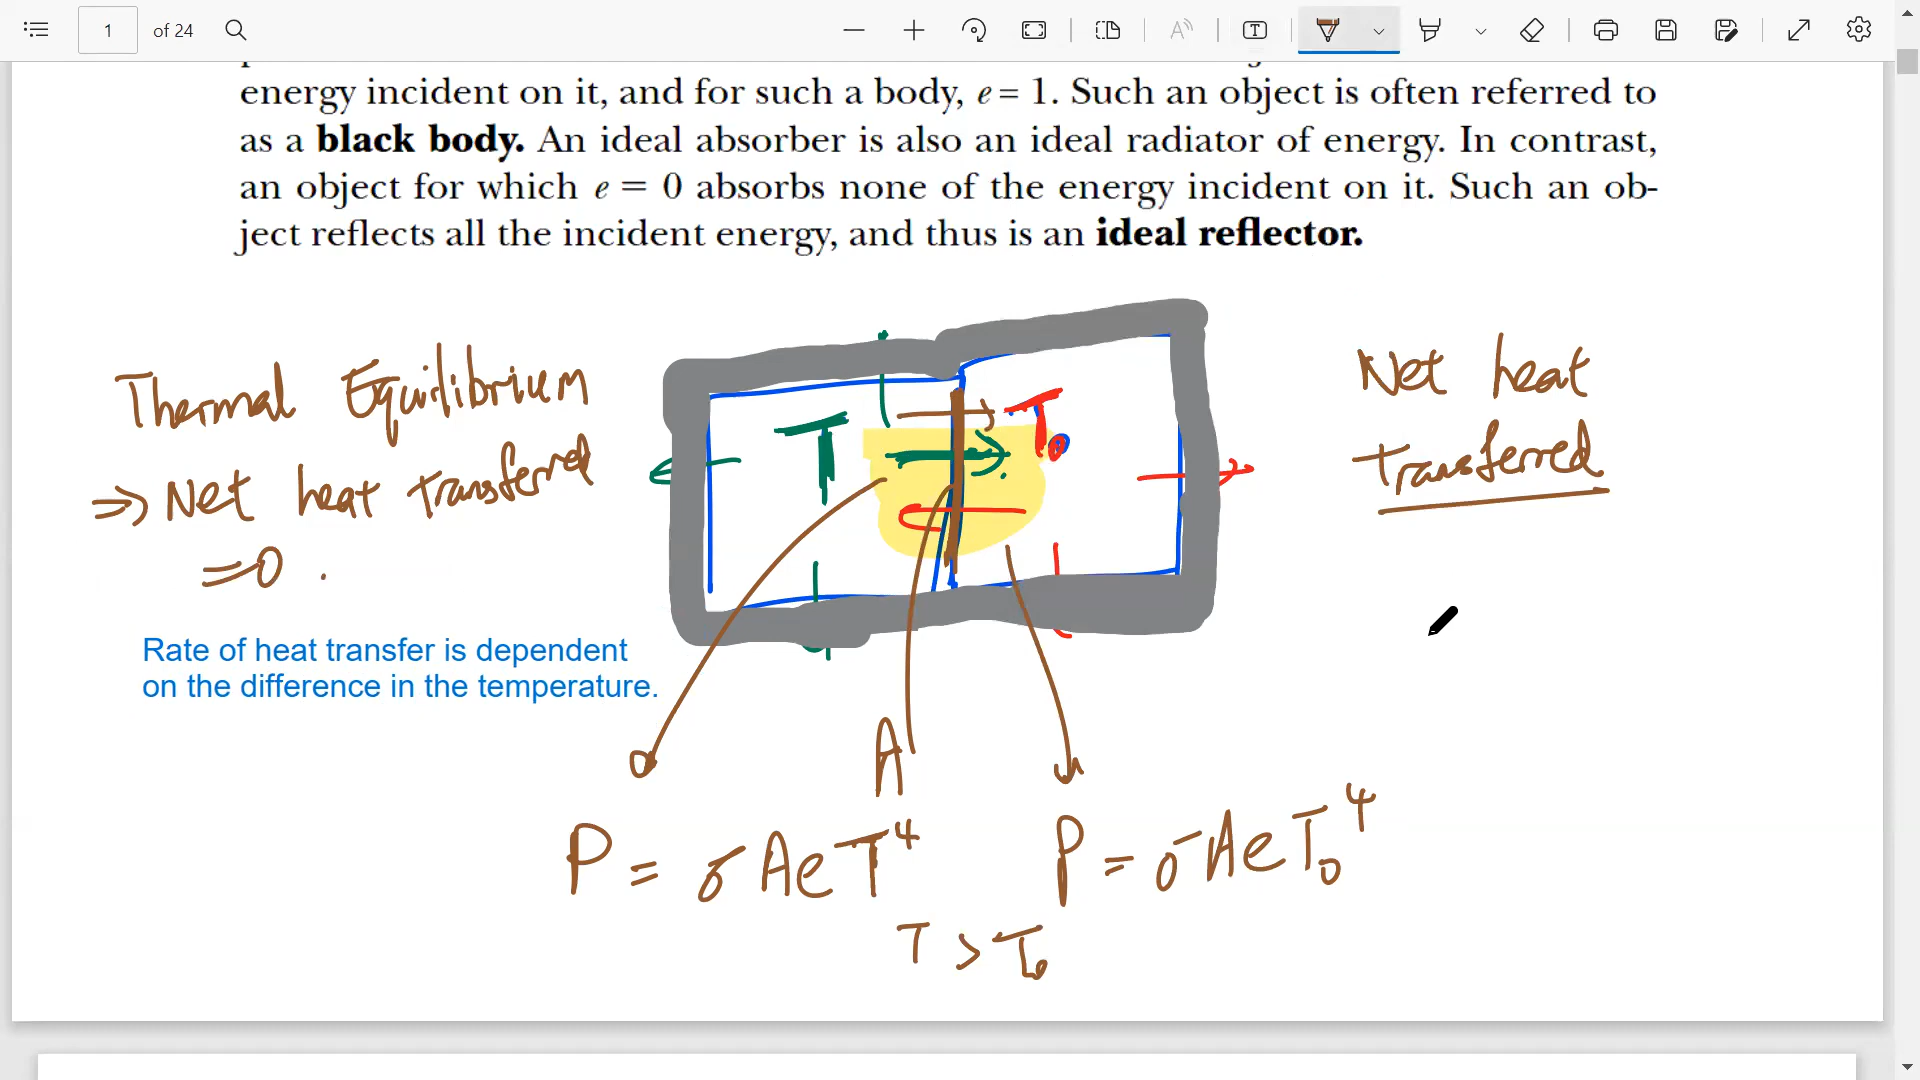 1 of 24
energy incident on it, and for such a body, e = 1. Such an object is often referred to
as a black body. An ideal absorber is also an ideal radiator of energy. In contrast,
an object for which e = 0 absorbs none of the energy incident on it. Such an ob-
ject reflects all the incident energy, and thus is an ideal reflector.
Thermal Equilibrium
⇒ Net heat transferred
= 0 .
Rate of heat transfer is dependent
on the difference in the temperature.
T
T₀
Net heat
Transferred
A
P = σAeT⁴
P = σAeT₀⁴
T > T₀